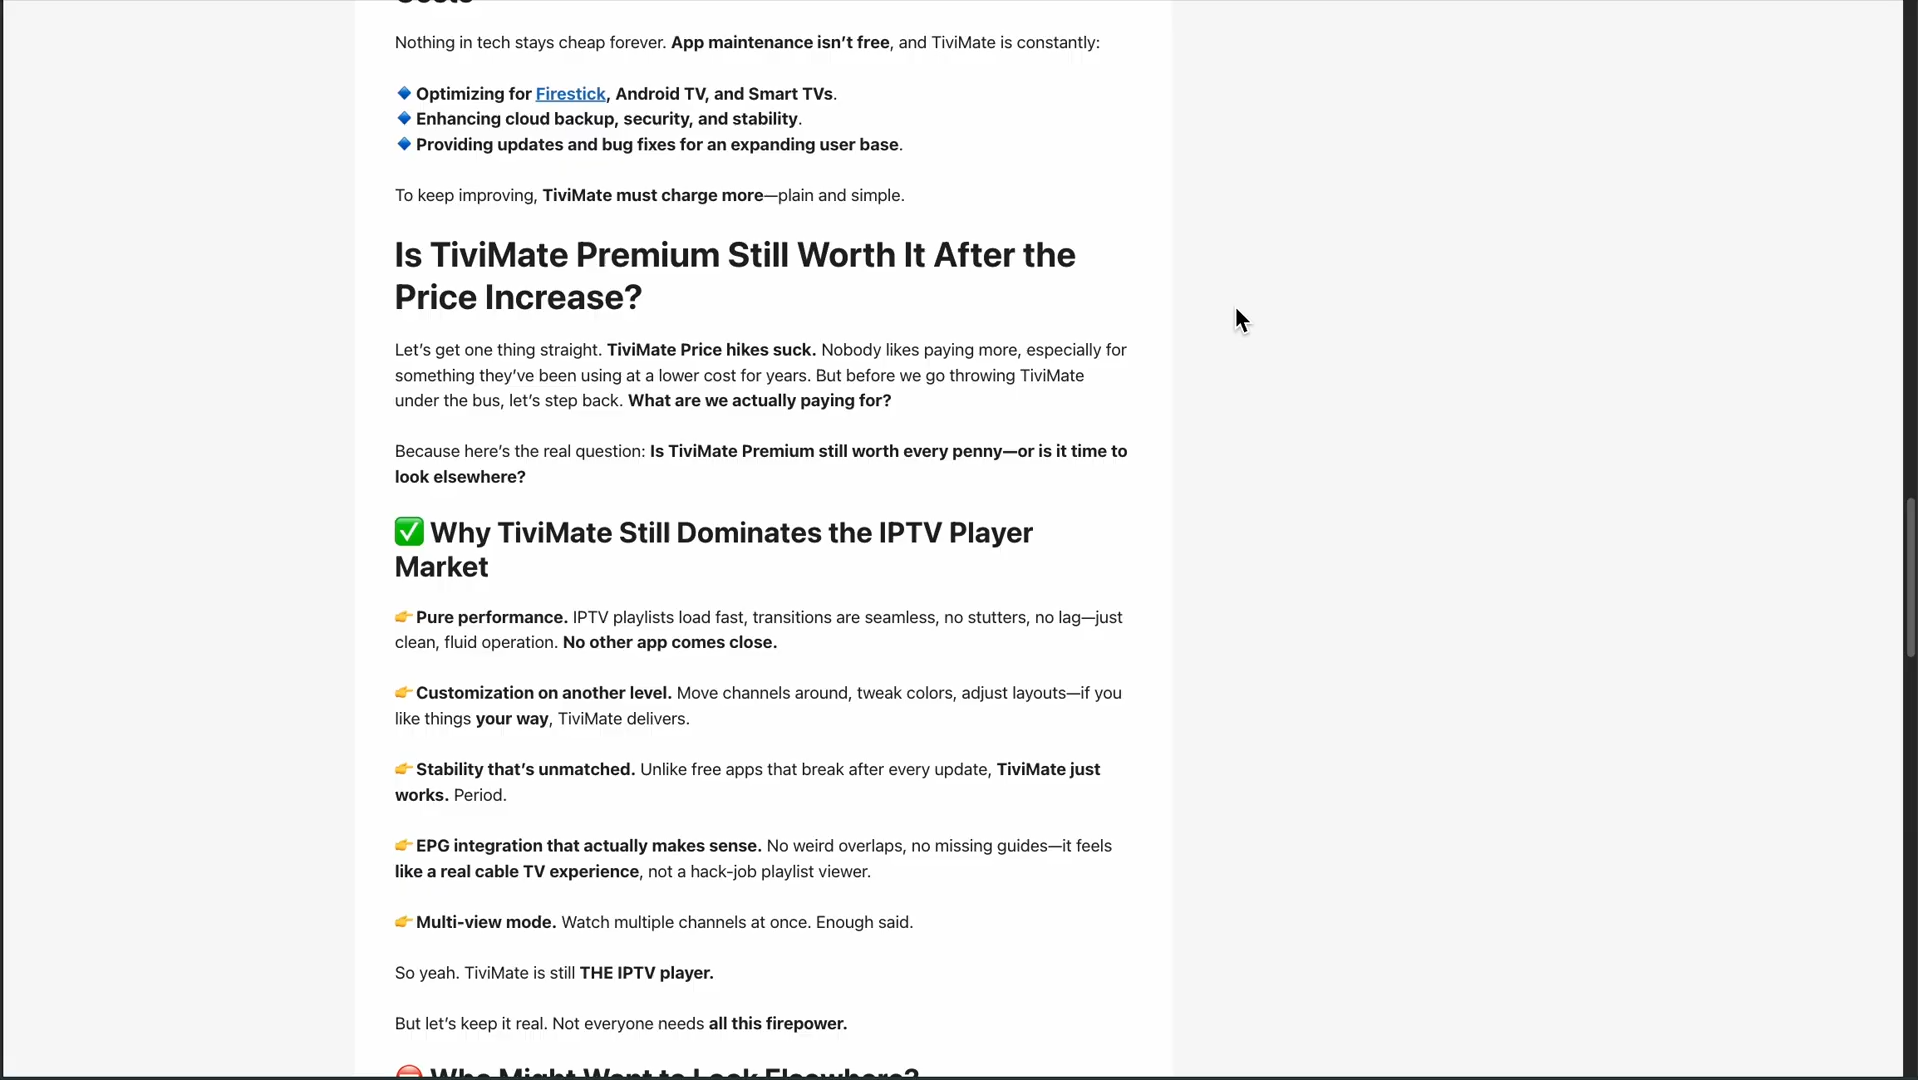 Costs
Nothing in tech stays cheap forever. App maintenance isn’t free, and TiviMate is constantly:
🔹 Optimizing for Firestick, Android TV, and Smart TVs.
🔹 Enhancing cloud backup, security, and stability.
🔹 Providing updates and bug fixes for an expanding user base.
To keep improving, TiviMate must charge more—plain and simple.
Is TiviMate Premium Still Worth It After the
Price Increase?
Let’s get one thing straight. TiviMate Price hikes suck. Nobody likes paying more, especially for
something they’ve been using at a lower cost for years. But before we go throwing TiviMate
under the bus, let’s step back. What are we actually paying for?
Because here’s the real question: Is TiviMate Premium still worth every penny—or is it time to
look elsewhere?
✅ Why TiviMate Still Dominates the IPTV Player
Market
👉 Pure performance. IPTV playlists load fast, transitions are seamless, no stutters, no lag—just
clean, fluid operation. No other app comes close.
👉 Customization on another level. Move channels around, tweak colors, adjust layouts—if you
like things your way, TiviMate delivers.
👉 Stability that’s unmatched. Unlike free apps that break after every update, TiviMate just
works. Period.
👉 EPG integration that actually makes sense. No weird overlaps, no missing guides—it feels
like a real cable TV experience, not a hack-job playlist viewer.
👉 Multi-view mode. Watch multiple channels at once. Enough said.
So yeah. TiviMate is still THE IPTV player.
But let’s keep it real. Not everyone needs all this firepower.
⛔ Who Might Want to Look Elsewhere?